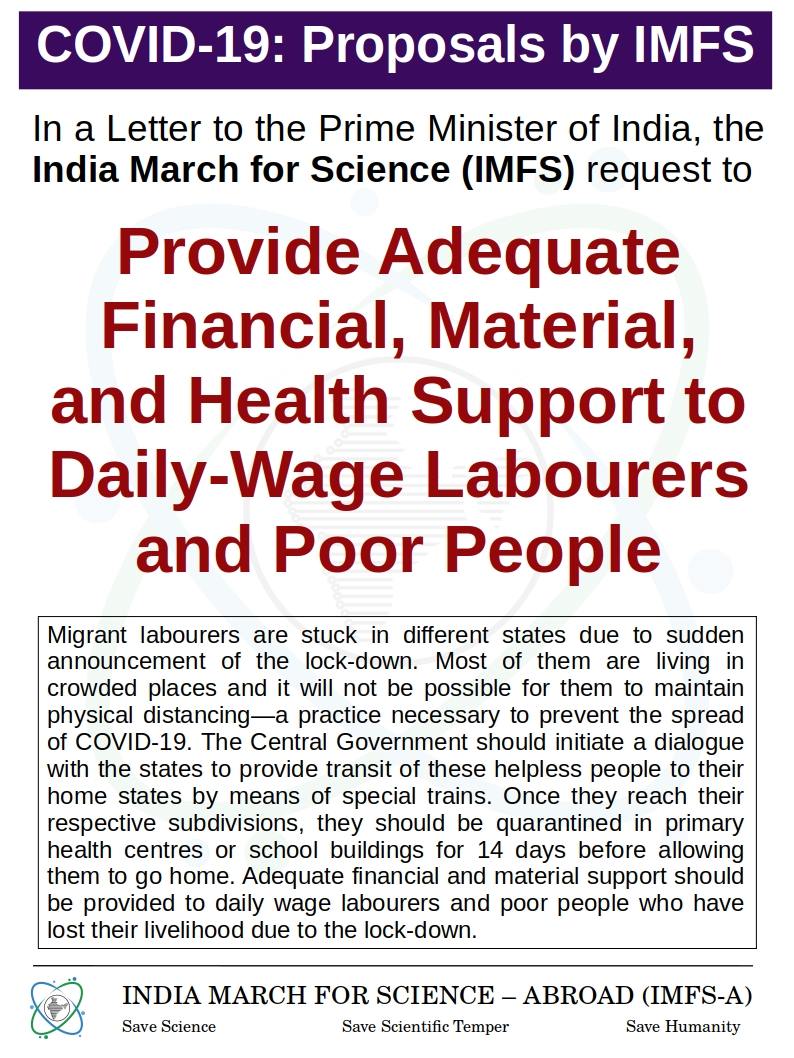 COVID-19: Proposals by IMFS
In a Letter to the Prime Minister of India, the
India March for Science (IMFS) request to
Provide Adequate
Financial, Material,
and Health Support to
Daily-Wage Labourers
and Poor People
Migrant labourers are stuck in different states due to sudden
announcement of the lock-down. Most of them are living in
crowded places and it will not be possible for them to maintain
physical distancing—a practice necessary to prevent the spread
of COVID-19. The Central Government should initiate a dialogue
with the states to provide transit of these helpless people to their
home states by means of special trains. Once they reach their
respective subdivisions, they should be quarantined in primary
health centres or school buildings for 14 days before allowing
them to go home. Adequate financial and material support should
be provided to daily wage labourers and poor people who have
lost their livelihood due to the lock-down.
INDIA MARCH FOR SCIENCE – ABROAD (IMFS-A)
Save Science Save Scientific Temper Save Humanity